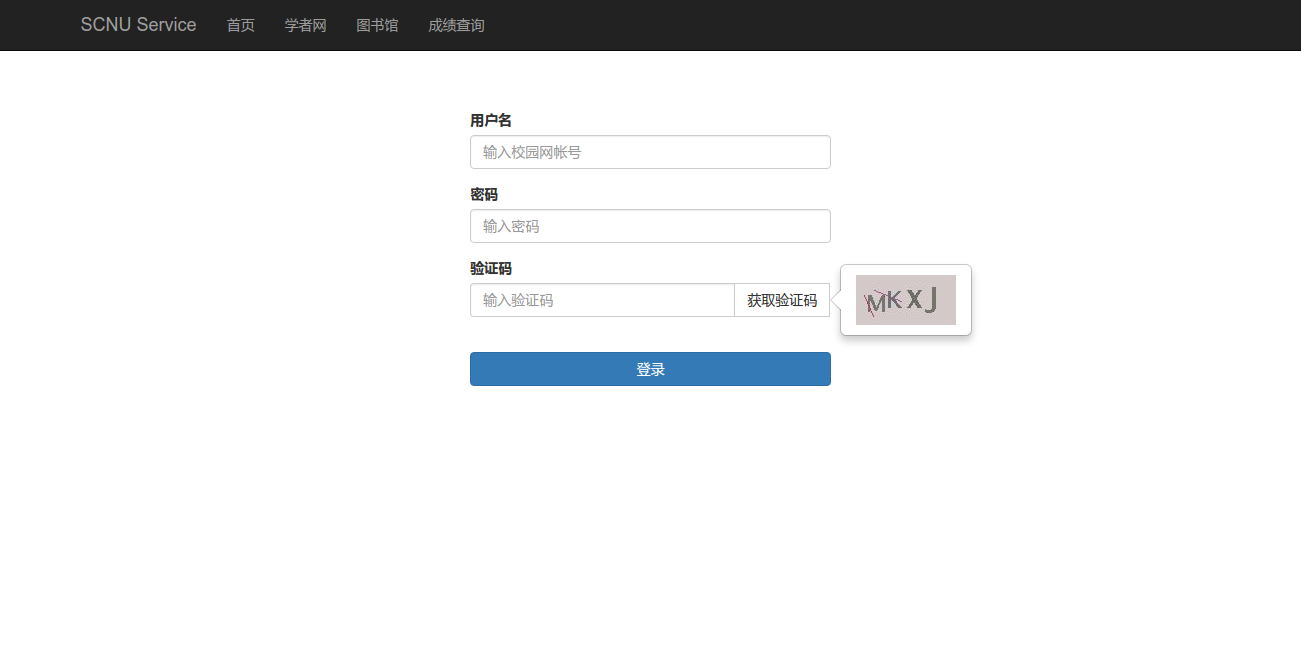 SCNU Service 首页 学者网 图书馆 成绩查询
用户名
输入校园网帐号
密码
输入密码
验证码
输入验证码 获取验证码 MKXJ
登录